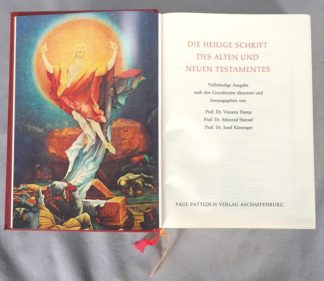 DIE HEILIGE SCHRIFT
DES ALTEN UND
NEUEN TESTAMENTES
Vollständige Ausgabe
nach den Grundtexten übersetzt und
herausgegeben von
Prof. Dr. Vinzenz Hamp
Prof. Dr. Meinrad Stenzel
Prof. Dr. Josef Kürzinger
PAUL PATTLOCH VERLAG ASCHAFFENBURG